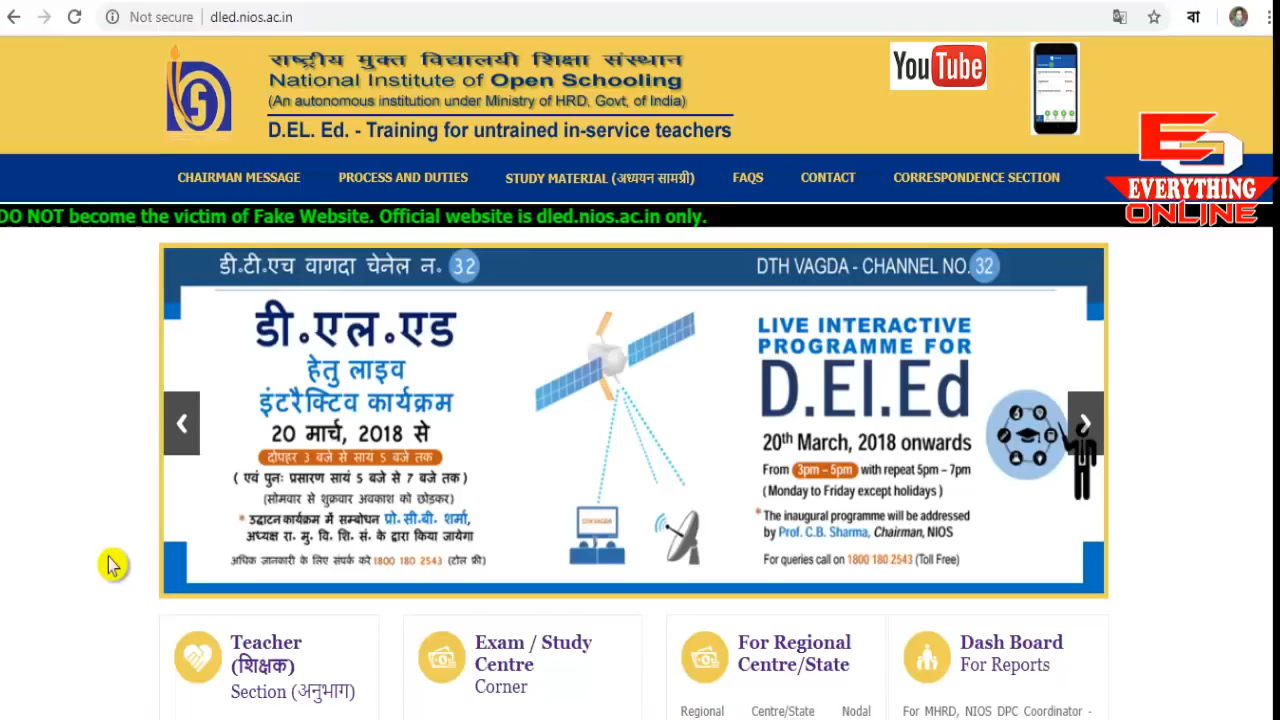 Not secure | dled.nios.ac.in
বা
राष्ट्रीय मुक्त विद्यालयी शिक्षा संस्थान
National Institute of Open Schooling
(An autonomous institution under Ministry of HRD, Govt, of India)
D.EL. Ed. - Training for untrained in-service teachers
YouTube
EO
EVERYTHING
ONLINE
CHAIRMAN MESSAGE PROCESS AND DUTIES STUDY MATERIAL (अध्ययन सामग्री) FAQS CONTACT CORRESPONDENCE SECTION
DO NOT become the victim of Fake Website. Official website is dled.nios.ac.in only.
डी॰टी॰एच वागदा चेनेल न॰ 32
डी॰एल॰एड
हेतु लाइव
इंटरैक्टिव कार्यक्रम
20 मार्च, 2018 से
दोपहर 3 बजे से सायं 5 बजे तक
( एवं पुनः प्रसारण सायं 5 बजे से 7 बजे तक )
(सोमवार से शुक्रवार अवकाश को छोडकर)
* उद्घाटन कार्यक्रम में सम्बोधन प्रो.सी.बी. शर्मा,
अध्यक्ष रा. मु. वि. शि. सं. के द्वारा किया जायेगा
अधिक जानकारी के लिए संपर्क करे 1800 180 2543 (टोल फ्री)
DTH VAGDA
DTH VAGDA - CHANNEL NO. 32
LIVE INTERACTIVE
PROGRAMME FOR
D.El.Ed
20th March, 2018 onwards
From 3pm – 5pm with repeat 5pm – 7pm
(Monday to Friday except holidays)
* The inaugural programme will be addressed
by Prof. C.B. Sharma, Chairman, NIOS
For queries call on 1800 180 2543 (Toll Free)
Teacher
(शिक्षक)
Section (अनुभाग)
Exam / Study
Centre
Corner
For Regional
Centre/State
Regional Centre/State Nodal
Dash Board
For Reports
For MHRD, NIOS DPC Coordinator -